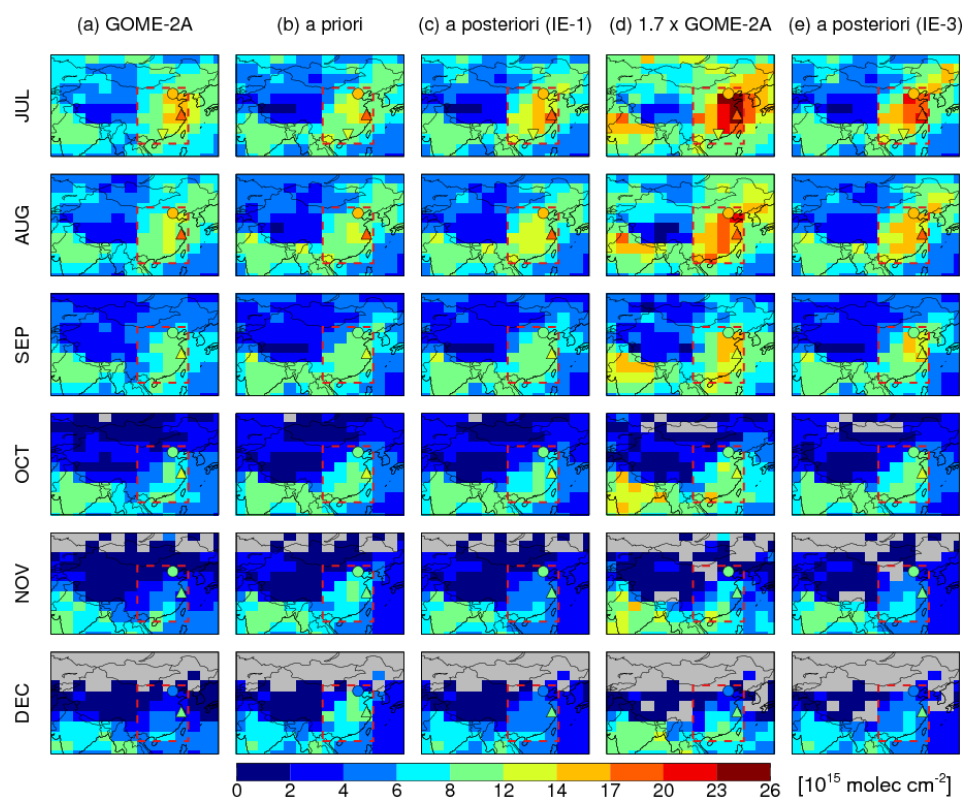 (a) GOME-2A (b) a priori (c) a posteriori (IE-1) (d) 1.7 x GOME-2A (e) a posteriori (IE-3)
JUL
AUG
SEP
OCT
NOV
DEC
0 2 4 6 8 12 14 17 20 23 26 [10¹⁵ molec cm⁻²]